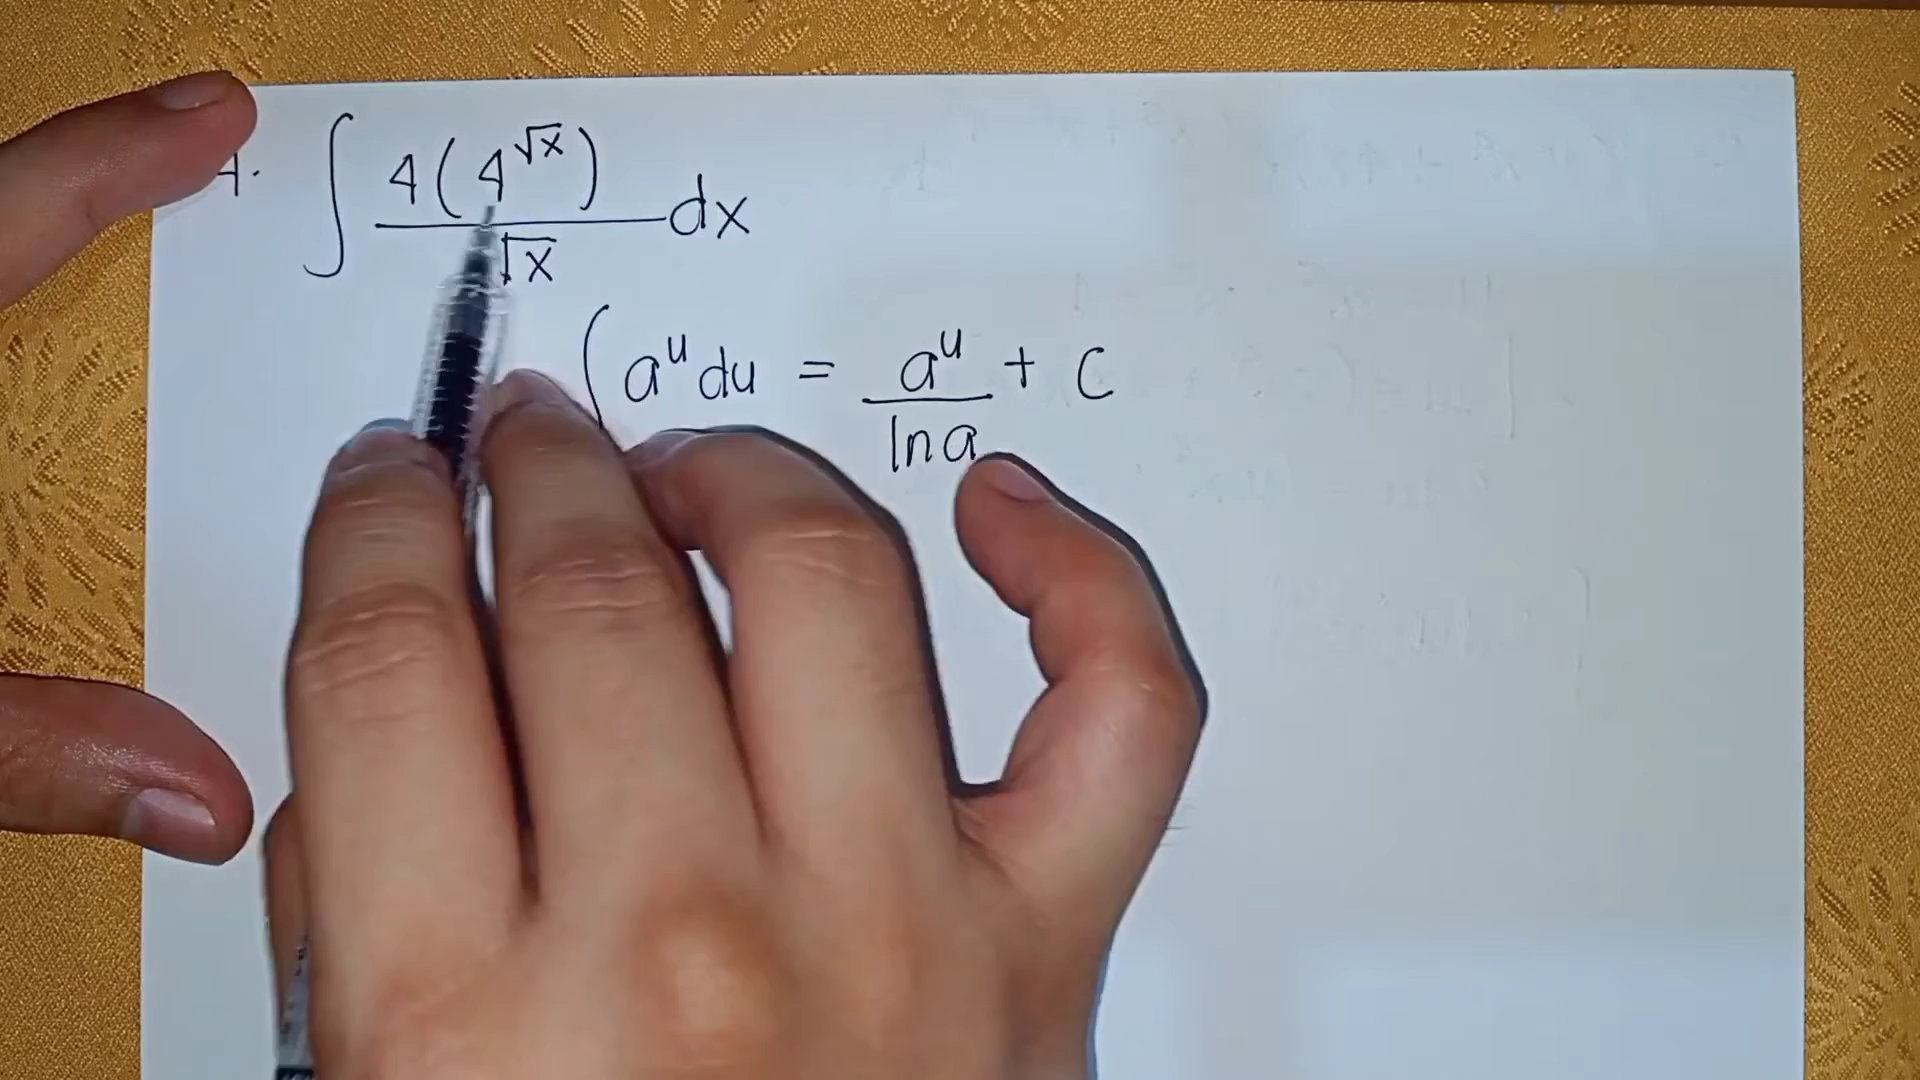 4. ∫ 4(4^√x) / √x dx
∫ a^u du = a^u / ln a + C